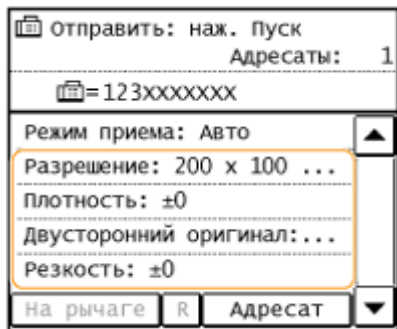 Отправить: наж. Пуск
Адресаты: 1
=123xxxxxxx
Режим приема: Авто
Разрешение: 200 x 100 ...
Плотность: ±0
Двусторонний оригинал:...
Резкость: ±0
На рычаге R Адресат